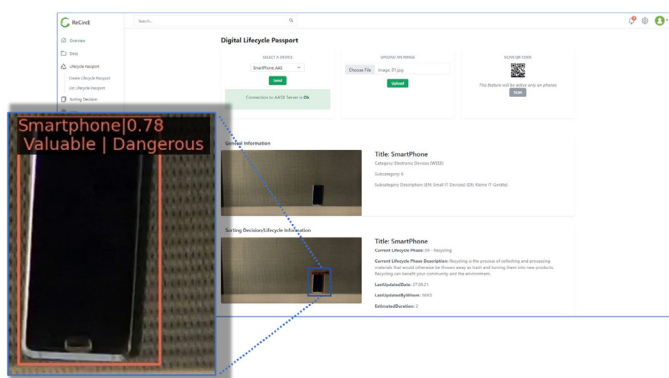 ReCircE
Search...
Overview
Data
Lifecycle Passport
Create Lifecycle Passport
List Lifecycle Passport
Sorting Decision
Digital Lifecycle Passport
SELECT A DEVICE
SmartPhone_AAS
Send
Connection to AASX Server is Ok
UPLOAD AN IMAGE
Choose File image_01.jpg
Upload
SCAN QR CODE
This feature will be active only on phones
Scan
General Information
Title: SmartPhone
Category: Electronic Devices (WEEE)
Subcategory: 6
Subcategory Description: (EN: Small IT Devices) (DE: Kleine IT-Geräte)
Sorting Decision/Lifecycle Information
Title: SmartPhone
Current Lifecycle Phase: 04 - Recycling
Current Lifecycle Phase Description: Recycling is the process of collecting and processing
materials that would otherwise be thrown away as trash and turning them into new products.
Recycling can benefit your community and the environment.
LastUpdatedDate: 27.08.21
LastUpdatedByWhom:
EstimatedDuration: 2
Smartphone|0.78
Valuable | Dangerous